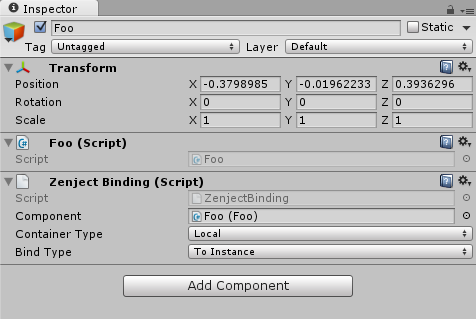 Inspector
Foo Static
Tag Untagged Layer Default
Transform
Position X -0.3798985 Y -0.01962233 Z 0.3936296
Rotation X 0 Y 0 Z 0
Scale X 1 Y 1 Z 1
Foo (Script)
Script Foo
Zenject Binding (Script)
Script ZenjectBinding
Component Foo (Foo)
Container Type Local
Bind Type To Instance
Add Component